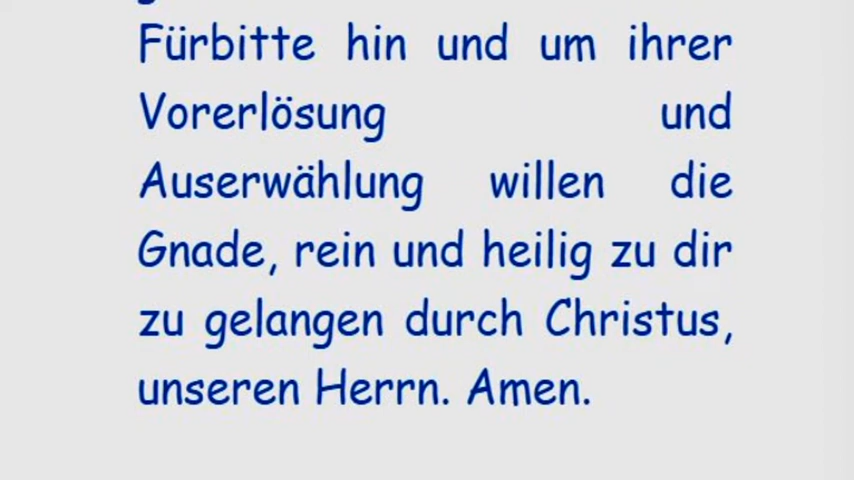 Fürbitte hin und um ihrer
Vorerlösung und
Auserwählung willen die
Gnade, rein und heilig zu dir
zu gelangen durch Christus,
unseren Herrn. Amen.